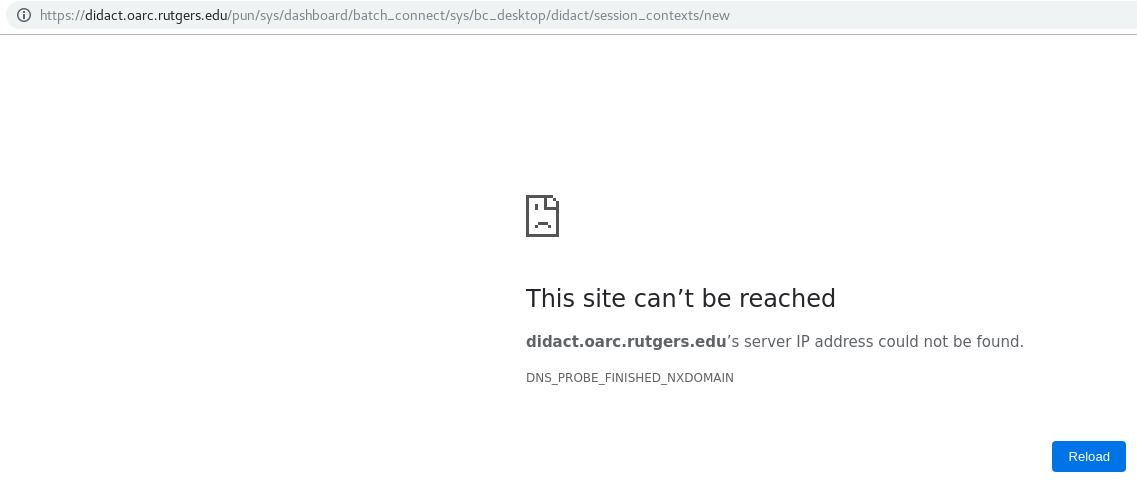 https://didact.oarc.rutgers.edu/pun/sys/dashboard/batch_connect/sys/bc_desktop/didact/session_contexts/new
This site can’t be reached
didact.oarc.rutgers.edu’s server IP address could not be found.
DNS_PROBE_FINISHED_NXDOMAIN
Reload